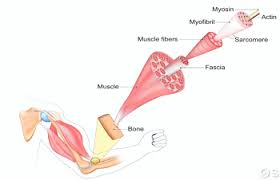 Myosin
Actin
Myofibril
Muscle fibers
Sarcomere
Fascia
Muscle
Bone